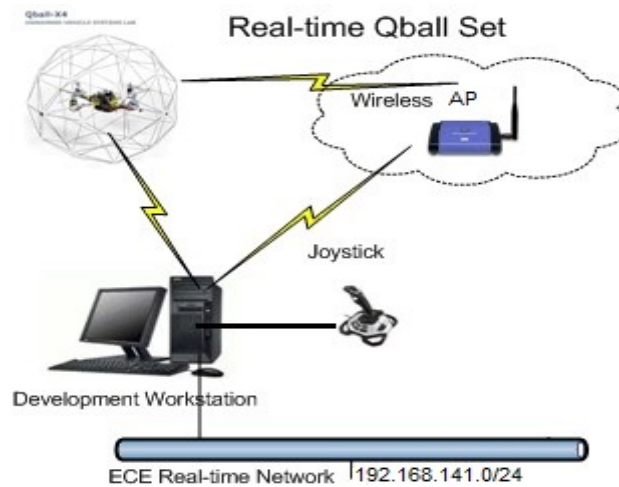 Qball-X4
Real-time Qball Set
Wireless AP
Joystick
Development Workstation
ECE Real-time Network
192.168.141.0/24